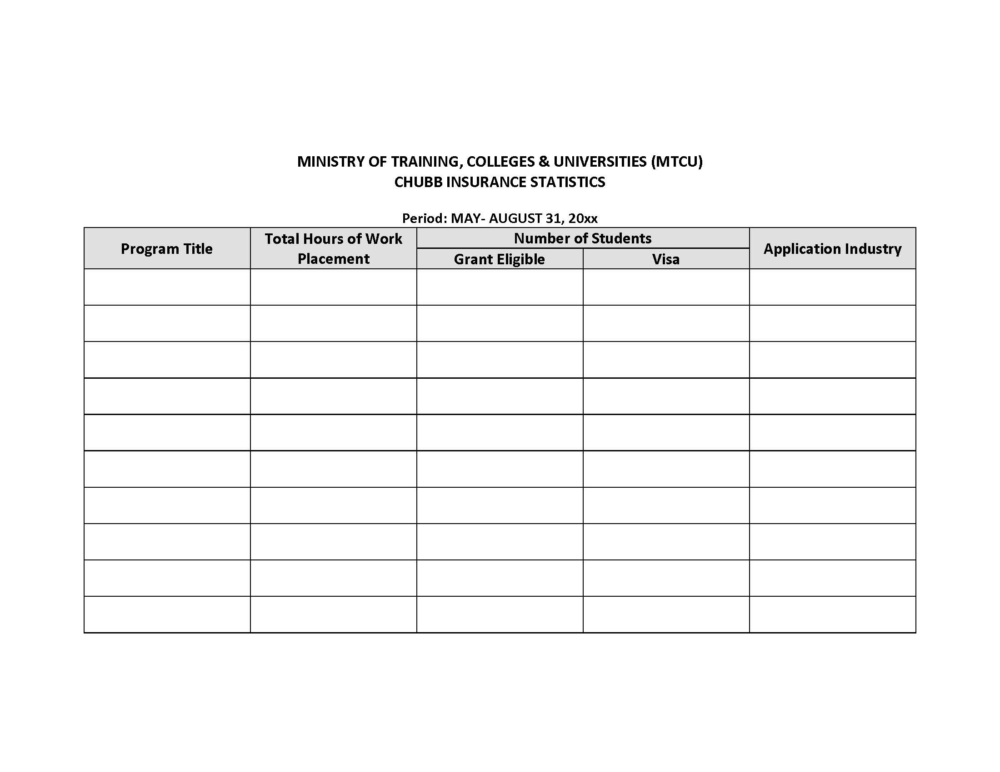 MINISTRY OF TRAINING, COLLEGES & UNIVERSITIES (MTCU)
CHUBB INSURANCE STATISTICS
Period: MAY- AUGUST 31, 20xx
Program Title
Total Hours of Work
Placement
Number of Students
Grant Eligible
Visa
Application Industry